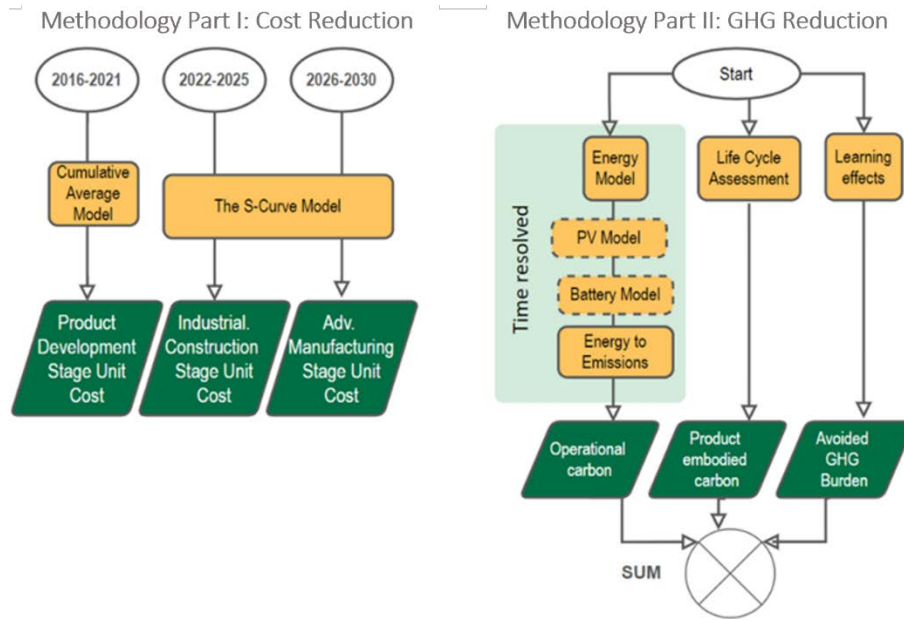 Methodology Part I: Cost Reduction
2016-2021
2022-2025
2026-2030
Cumulative
Average
Model
The S-Curve Model
Product
Development
Stage Unit
Cost
Industrial.
Construction
Stage Unit
Cost
Adv.
Manufacturing
Stage Unit
Cost
Methodology Part II: GHG Reduction
Start
Time resolved
Energy
Model
PV Model
Battery Model
Energy to
Emissions
Life Cycle
Assessment
Learning
effects
Operational
carbon
Product
embodied
carbon
Avoided
GHG
Burden
SUM